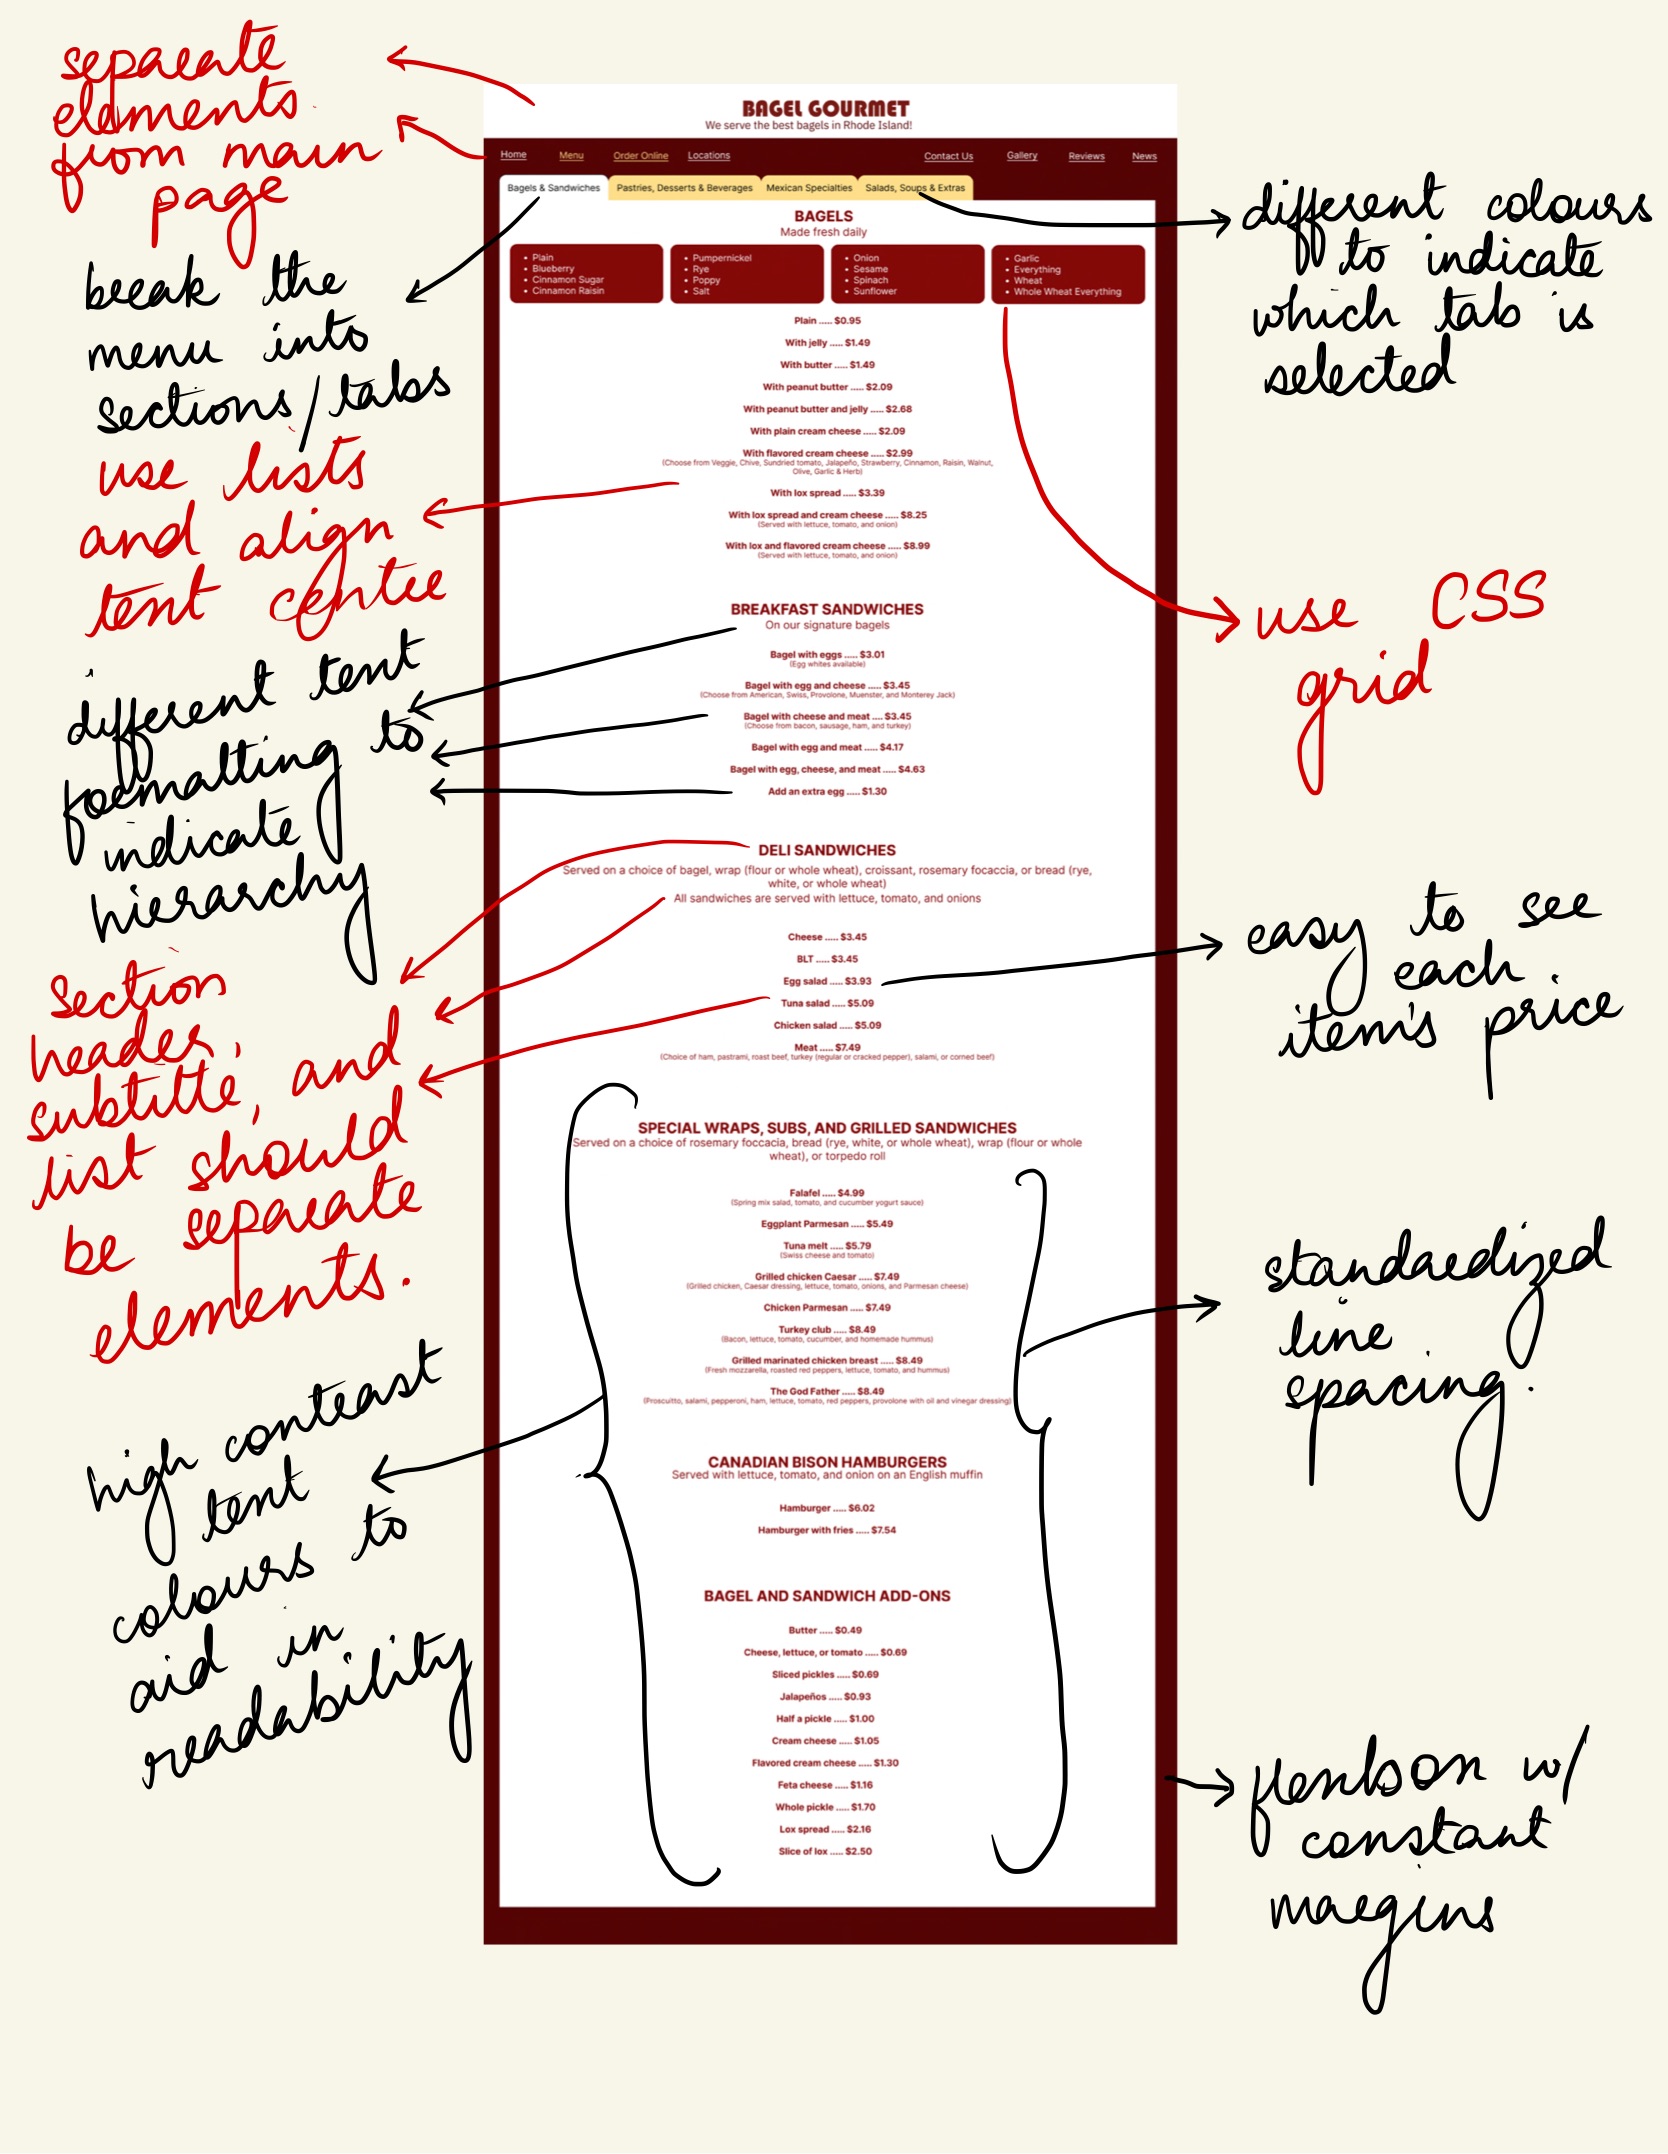 separate
elements
from main
page
break the
menu into
sections/tabs
use lists
and align
text centre
different text
formatting to
indicate
hierarchy
Section
header,
subtitle, and
list should
be separate
elements.
high contrast
text
colours to
aid in
readability
BAGEL GOURMET
We serve the best bagels in Rhode Island!
Home Menu Order Online Locations Contact Us Gallery Reviews News
Bagels & Sandwiches Pastries, Desserts & Beverages Mexican Specialties Salads, Soups & Extras
BAGELS
Made fresh daily
• Plain
• Blueberry
• Cinnamon Sugar
• Cinnamon Raisin
• Pumpernickel
• Rye
• Poppy
• Salt
• Onion
• Sesame
• Spinach
• Sunflower
• Garlic
• Everything
• Wheat
• Whole Wheat Everything
Plain ..... $0.95
With jelly ..... $1.49
With butter ..... $1.49
With peanut butter ..... $2.09
With peanut butter and jelly ..... $2.68
With plain cream cheese ..... $2.09
With flavored cream cheese ..... $2.99
(Choose from Veggie, Chive, Sundried tomato, Jalapeño, Strawberry, Cinnamon, Raisin, Walnut,
Olive, Garlic & Herb)
With lox spread ..... $3.39
With lox spread and cream cheese ..... $8.25
(Served with lettuce, tomato, and onion)
With lox and flavored cream cheese ..... $8.99
(Served with lettuce, tomato, and onion)
BREAKFAST SANDWICHES
On our signature bagels
Bagel with eggs ..... $3.01
(Egg whites available)
Bagel with egg and cheese ..... $3.45
(Choose from American, Swiss, Provolone, Muenster, and Monterey Jack)
Bagel with cheese and meat .... $3.45
(Choose from bacon, sausage, ham, and turkey)
Bagel with egg and meat ..... $4.17
Bagel with egg, cheese, and meat ..... $4.63
Add an extra egg ..... $1.30
DELI SANDWICHES
Served on a choice of bagel, wrap (flour or whole wheat), croissant, rosemary focaccia, or bread (rye,
white, or whole wheat)
All sandwiches are served with lettuce, tomato, and onions
Cheese ..... $3.45
BLT ..... $3.45
Egg salad ..... $3.93
Tuna salad ..... $5.09
Chicken salad ..... $5.09
Meat ..... $7.49
(Choice of ham, pastrami, roast beef, turkey (regular or cracked pepper), salami, or corned beef)
SPECIAL WRAPS, SUBS, AND GRILLED SANDWICHES
Served on a choice of rosemary foccacia, bread (rye, white, or whole wheat), wrap (flour or whole
wheat), or torpedo roll
Falafel ..... $4.99
(Spring mix salad, tomato, and cucumber yogurt sauce)
Eggplant Parmesan ..... $5.49
Tuna melt ..... $5.79
(Swiss cheese and tomato)
Grilled chicken Caesar ..... $7.49
(Grilled chicken, Caesar dressing, lettuce, tomato, onions, and Parmesan cheese)
Chicken Parmesan ..... $7.49
Turkey club ..... $8.49
(Bacon, lettuce, tomato, cucumber, and homemade hummus)
Grilled marinated chicken breast ..... $8.49
(Fresh mozzarella, roasted red peppers, lettuce, tomato, and hummus)
The God Father ..... $8.49
(Proscuitto, salami, pepperoni, ham, lettuce, tomato, red peppers, provolone with oil and vinegar dressing)
CANADIAN BISON HAMBURGERS
Served with lettuce, tomato, and onion on an English muffin
Hamburger ..... $6.02
Hamburger with fries ..... $7.54
BAGEL AND SANDWICH ADD-ONS
Butter ..... $0.49
Cheese, lettuce, or tomato ..... $0.69
Sliced pickles ..... $0.69
Jalapeños ..... $0.93
Half a pickle ..... $1.00
Cream cheese ..... $1.05
Flavored cream cheese ..... $1.30
Feta cheese ..... $1.16
Whole pickle ..... $1.70
Lox spread ..... $2.16
Slice of lox ..... $2.50
different colours
to indicate
which tab is
selected
use CSS
grid
easy to see
each
item's price
standardized
line
spacing.
flexbox w/
constant
margins